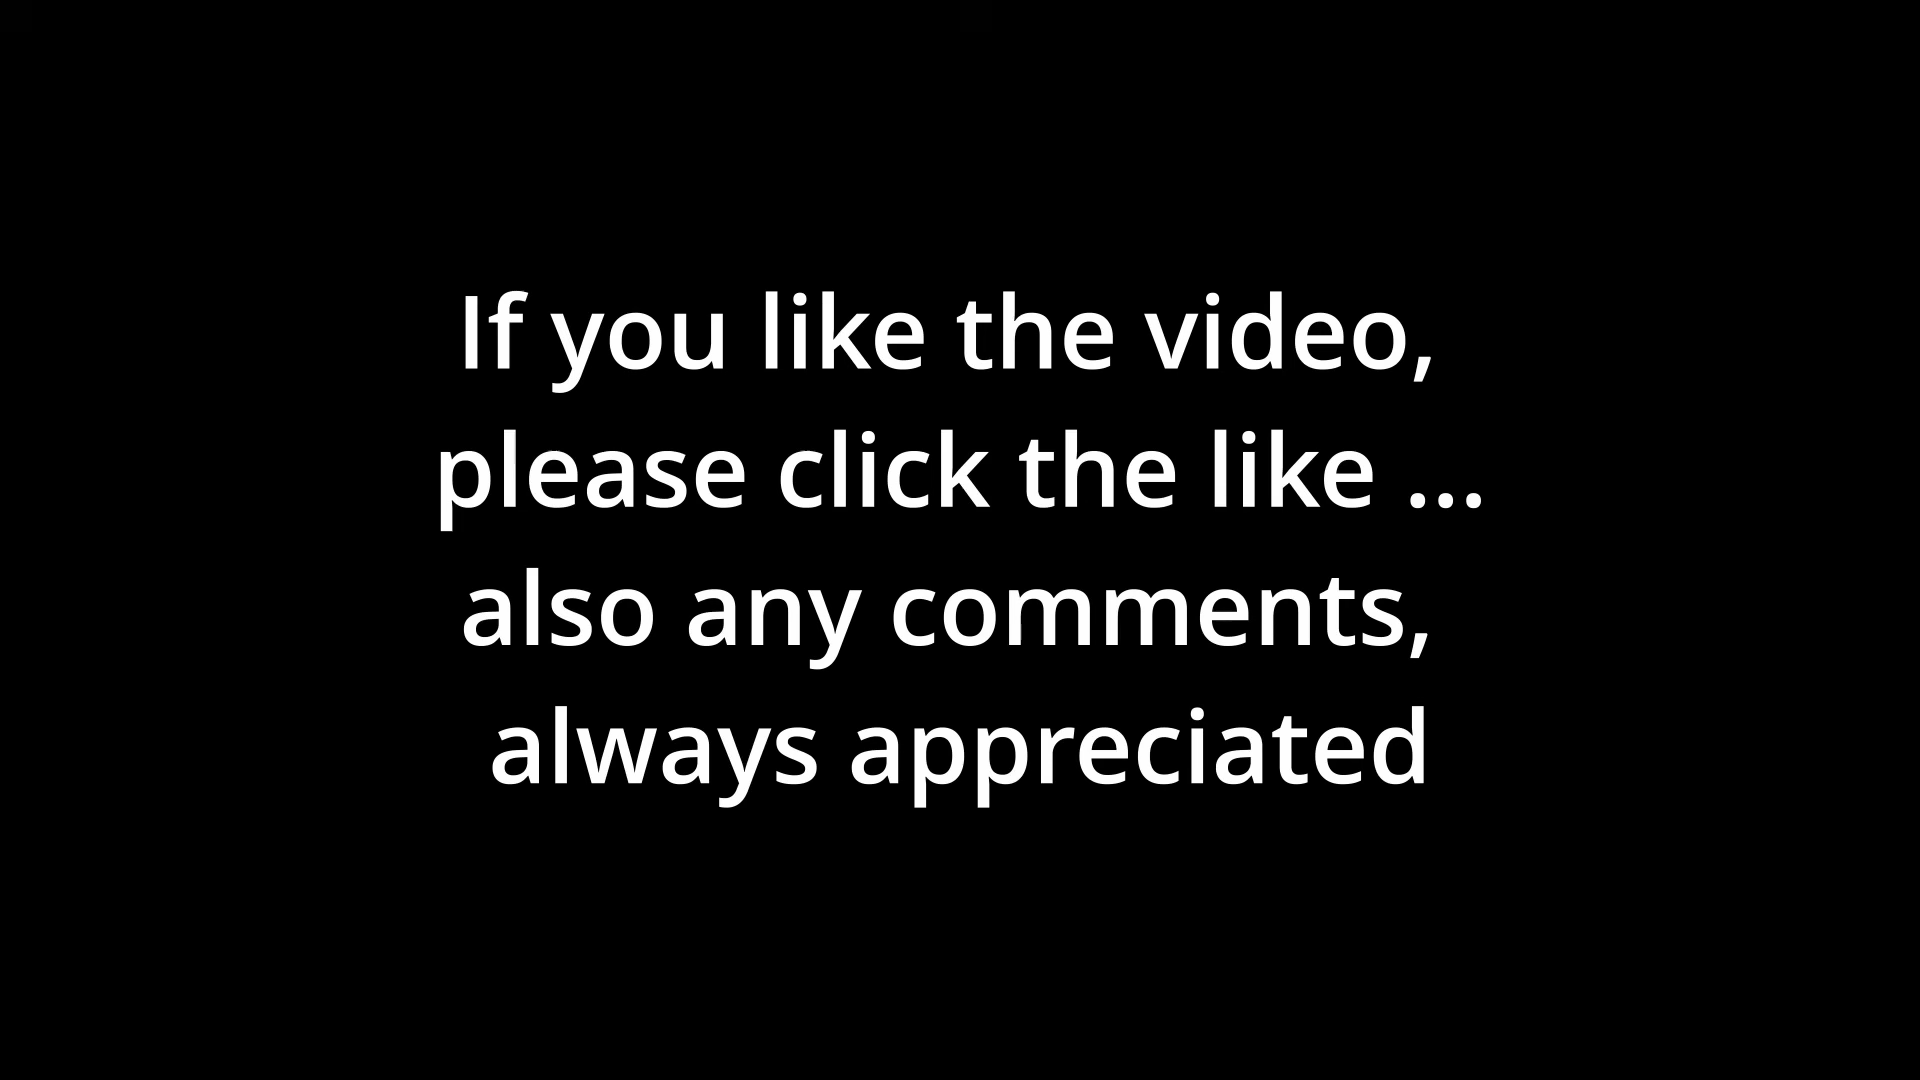 If you like the video,
please click the like ...
also any comments,
always appreciated